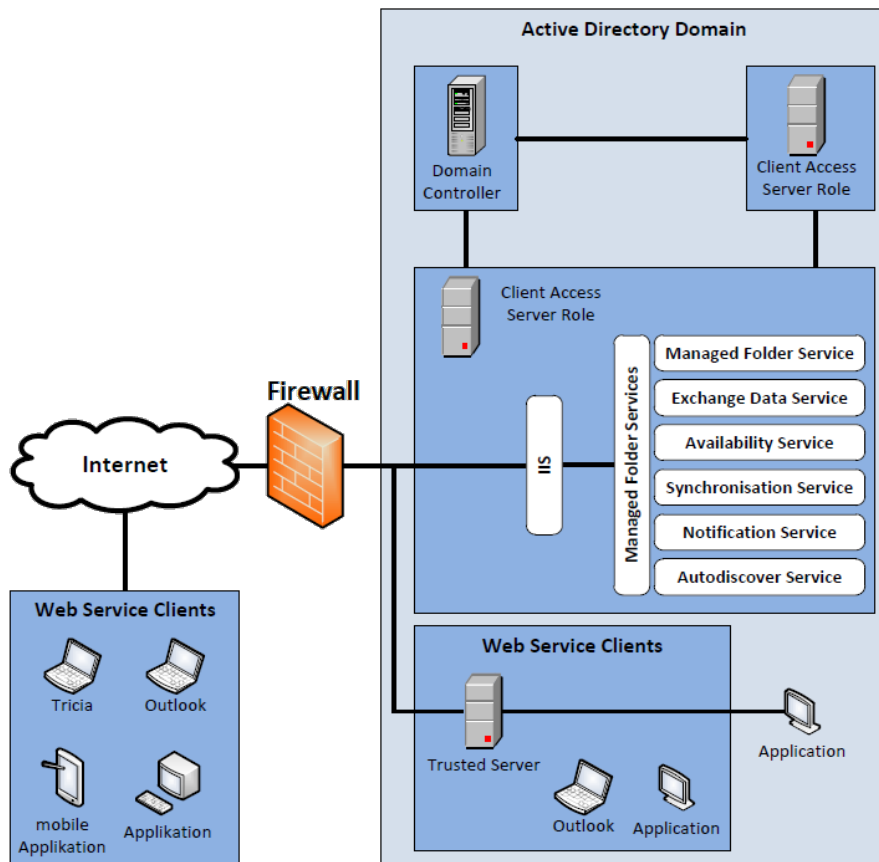 Active Directory Domain
Domain
Controller
Client Access
Server Role
Client Access
Server Role
Managed Folder Services
Managed Folder Service
Exchange Data Service
Availability Service
Synchronisation Service
Notification Service
Autodiscover Service
IIS
Firewall
Internet
Web Service Clients
Tricia
Outlook
mobile
Applikation
Applikation
Web Service Clients
Trusted Server
Outlook
Application
Application